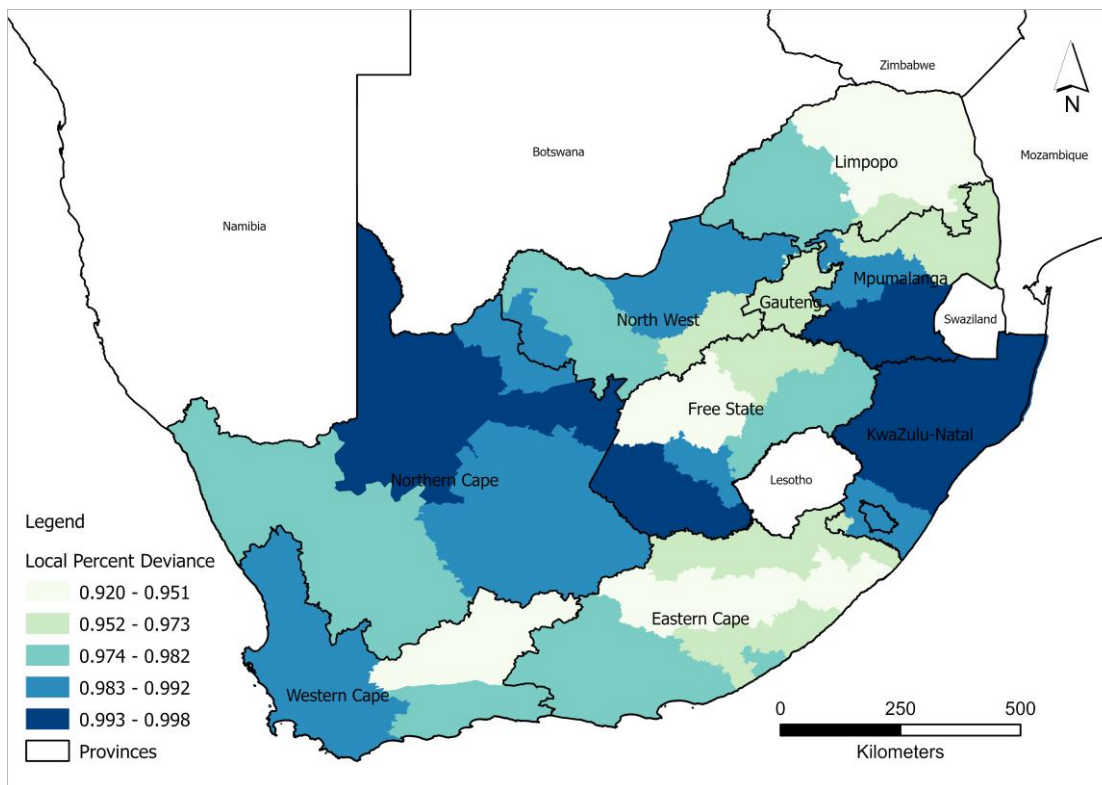 Zimbabwe
N
Limpopo
Botswana
Mozambique
Namibia
Mpumalanga
Gauteng
Swaziland
North West
Free State
KwaZulu-Natal
Northern Cape
Lesotho
Eastern Cape
Western Cape
Legend
Local Percent Deviance
0.920 - 0.951
0.952 - 0.973
0.974 - 0.982
0.983 - 0.992
0.993 - 0.998
Provinces
0 250 500
Kilometers